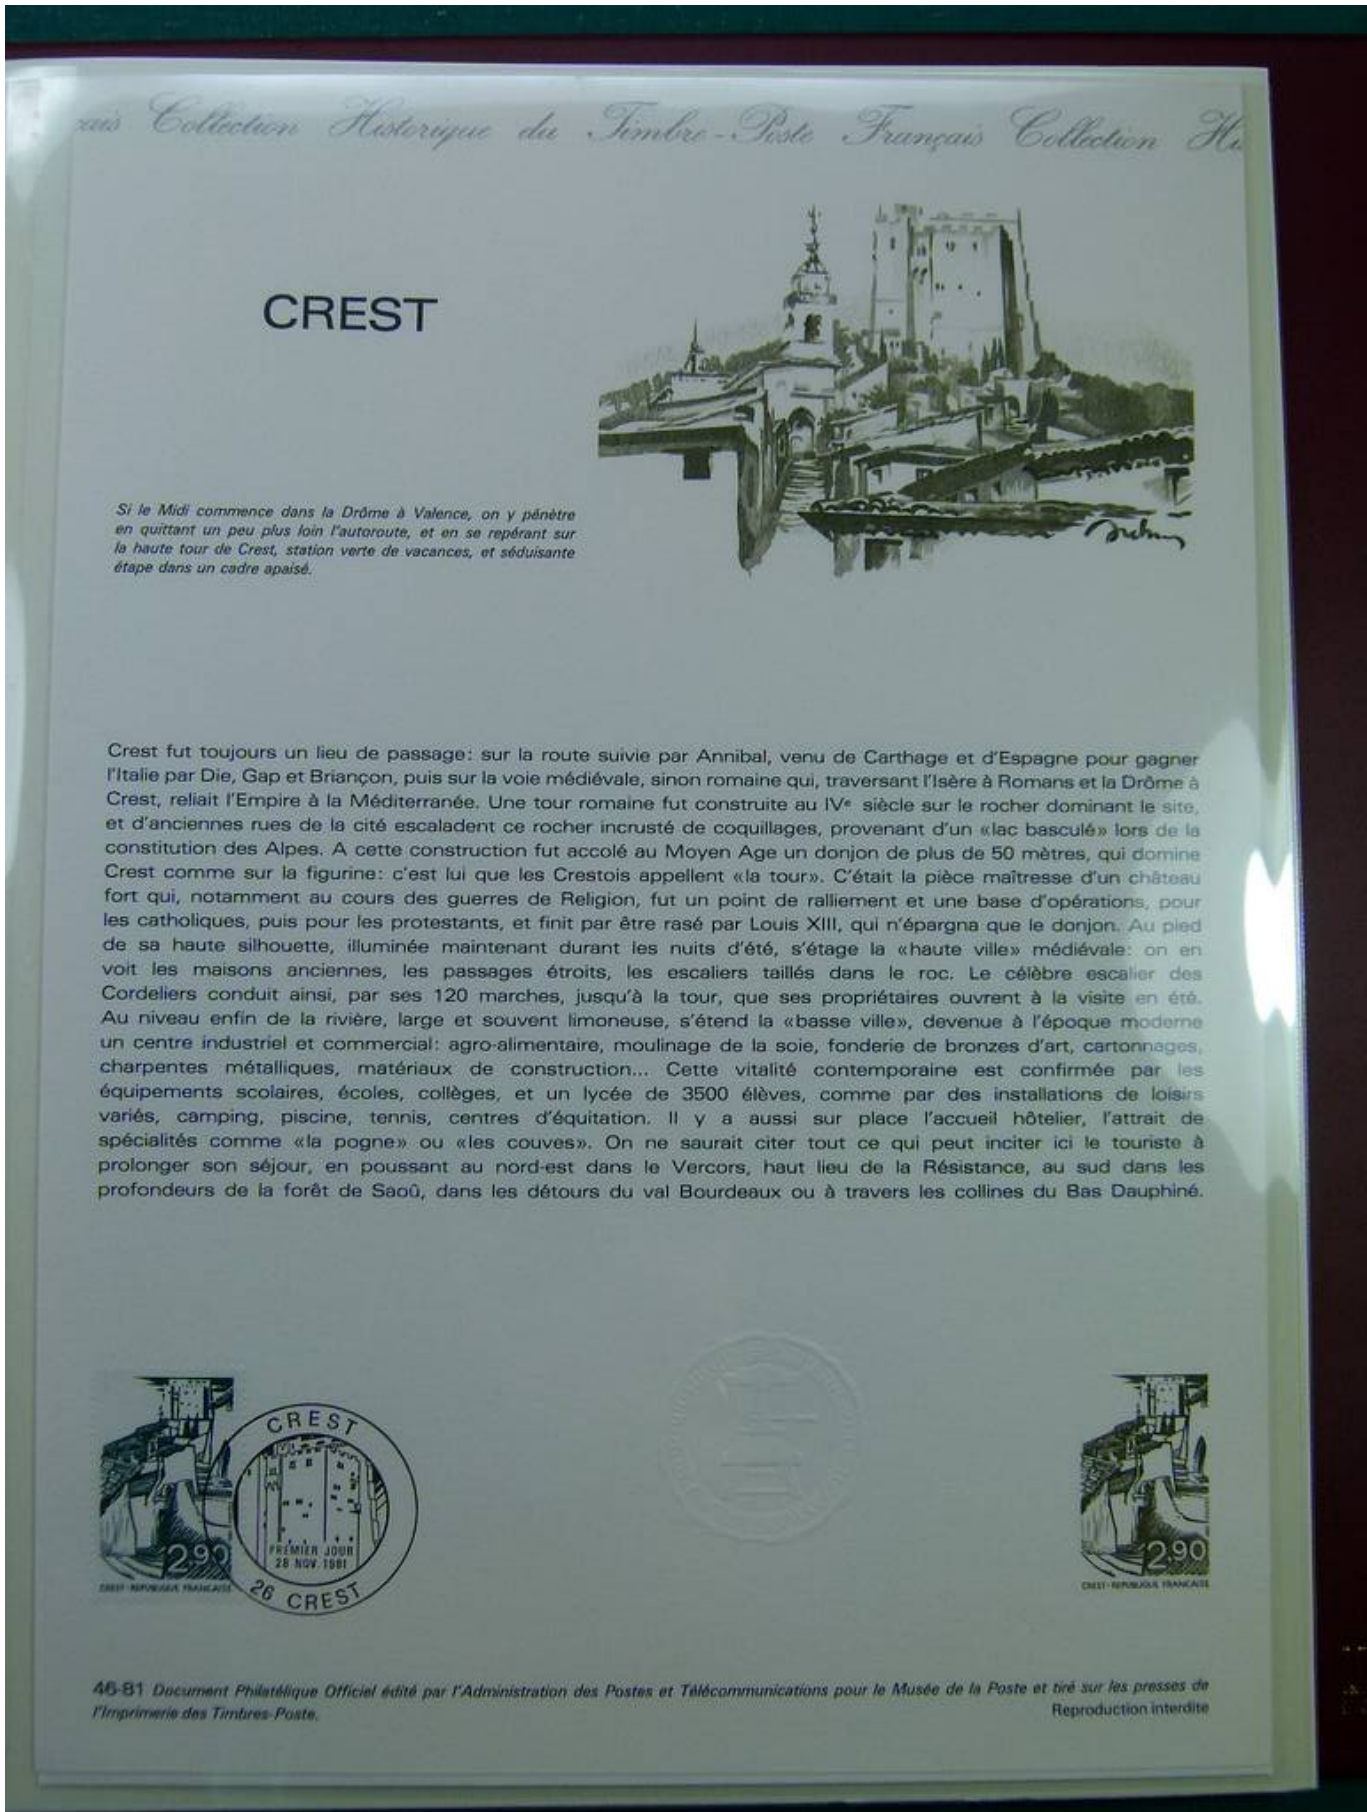 çais Collection Historique du Timbre-Poste Français Collection Hi
CREST
Si le Midi commence dans la Drôme à Valence, on y pénètre
en quittant un peu plus loin l'autoroute, et en se repérant sur
la haute tour de Crest, station verte de vacances, et séduisante
étape dans un cadre apaisé.
Crest fut toujours un lieu de passage: sur la route suivie par Annibal, venu de Carthage et d'Espagne pour gagner
l'Italie par Die, Gap et Briançon, puis sur la voie médiévale, sinon romaine qui, traversant l'Isère à Romans et la Drôme à
Crest, reliait l'Empire à la Méditerranée. Une tour romaine fut construite au IVe siècle sur le rocher dominant le site,
et d'anciennes rues de la cité escaladent ce rocher incrusté de coquillages, provenant d'un «lac basculé» lors de la
constitution des Alpes. A cette construction fut accolé au Moyen Age un donjon de plus de 50 mètres, qui domine
Crest comme sur la figurine: c'est lui que les Crestois appellent «la tour». C'était la pièce maîtresse d'un château
fort qui, notamment au cours des guerres de Religion, fut un point de ralliement et une base d'opérations, pour
les catholiques, puis pour les protestants, et finit par être rasé par Louis XIII, qui n'épargna que le donjon. Au pied
de sa haute silhouette, illuminée maintenant durant les nuits d'été, s'étage la «haute ville» médiévale: on en
voit les maisons anciennes, les passages étroits, les escaliers taillés dans le roc. Le célèbre escalier des
Cordeliers conduit ainsi, par ses 120 marches, jusqu'à la tour, que ses propriétaires ouvrent à la visite en été.
Au niveau enfin de la rivière, large et souvent limoneuse, s'étend la «basse ville», devenue à l'époque moderne
un centre industriel et commercial: agro-alimentaire, moulinage de la soie, fonderie de bronzes d'art, cartonnages,
charpentes métalliques, matériaux de construction... Cette vitalité contemporaine est confirmée par les
équipements scolaires, écoles, collèges, et un lycée de 3500 élèves, comme par des installations de loisirs
variés, camping, piscine, tennis, centres d'équitation. Il y a aussi sur place l'accueil hôtelier, l'attrait de
spécialités comme «la pogne» ou «les couves». On ne saurait citer tout ce qui peut inciter ici le touriste à
prolonger son séjour, en poussant au nord-est dans le Vercors, haut lieu de la Résistance, au sud dans les
profondeurs de la forêt de Saoû, dans les détours du val Bourdeaux ou à travers les collines du Bas Dauphiné.
2.90
CREST - REPUBLIQUE FRANCAISE
CREST
PREMIER JOUR
28 NOV. 1981
26 CREST
2.90
CREST - REPUBLIQUE FRANCAISE
46-81 Document Philatélique Officiel édité par l'Administration des Postes et Télécommunications pour le Musée de la Poste et tiré sur les presses de
l'Imprimerie des Timbres-Poste.
Reproduction interdite